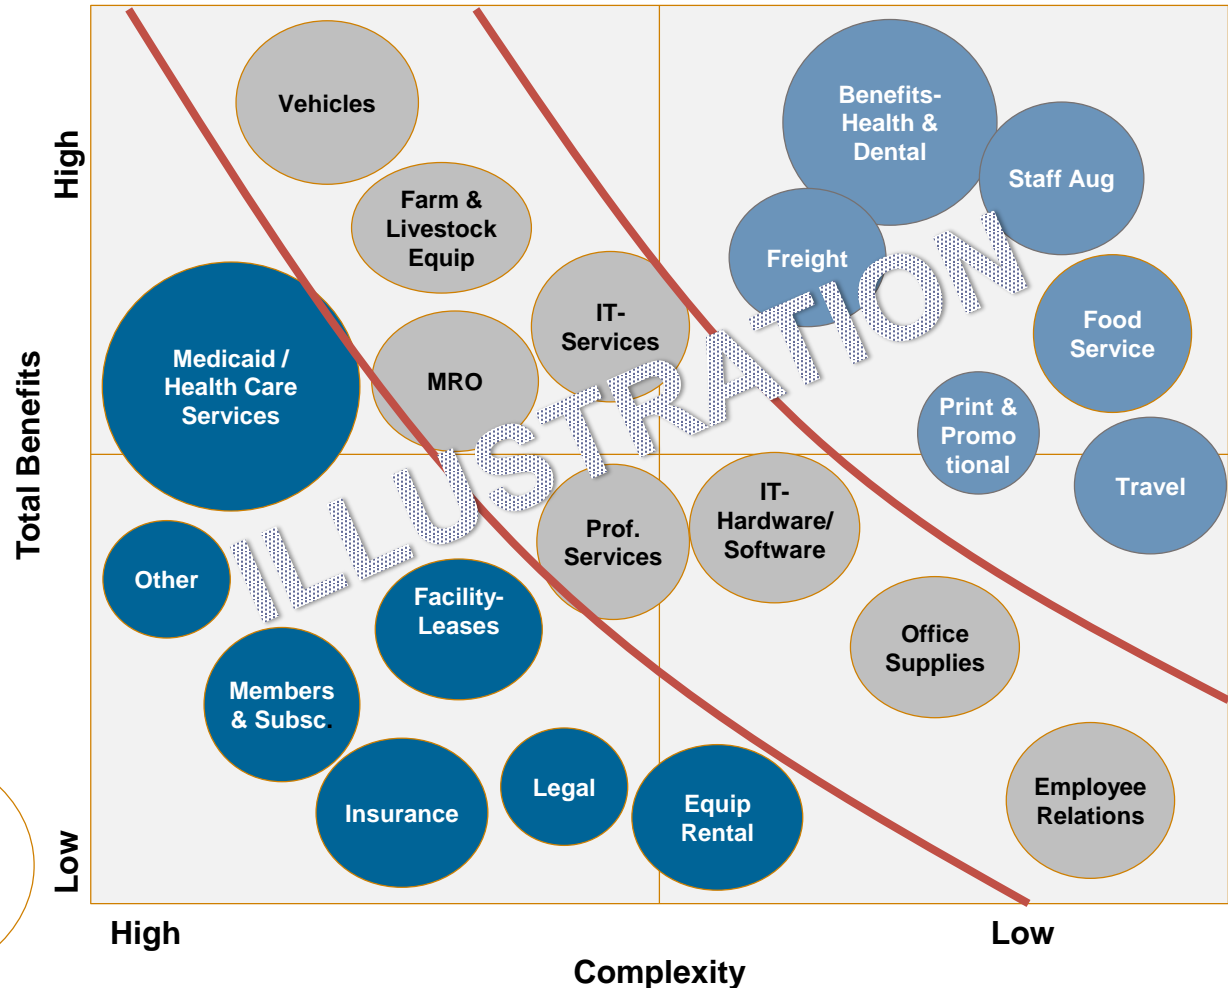 Vehicles
Benefits-
Health &
Dental
Staff Aug
High
Farm &
Livestock
Equip
Freight
IT-
Services
Food
Service
Medicaid /
Health Care
Services
MRO
Print &
Promo
tional
Travel
Total Benefits
ILLUSTRATION
IT-
Hardware/
Software
Prof.
Services
Other
Facility-
Leases
Office
Supplies
Members
& Subsc.
Legal
Insurance
Equip
Rental
Employee
Relations
Low
High
Low
Complexity